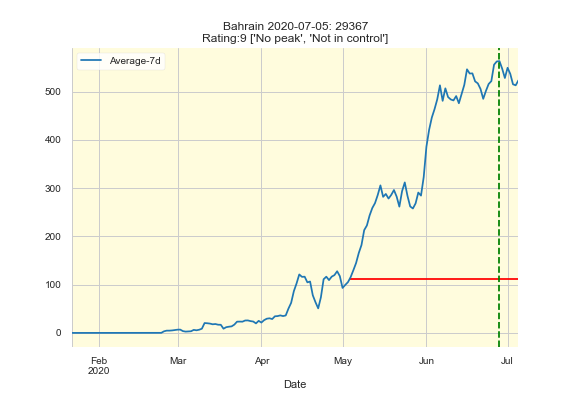 Bahrain 2020-07-05: 29367
Rating:9 ['No peak', 'Not in control']
Average-7d
500
400
300
200
100
0
Feb
2020
Mar
Apr
May
Jun
Jul
Date